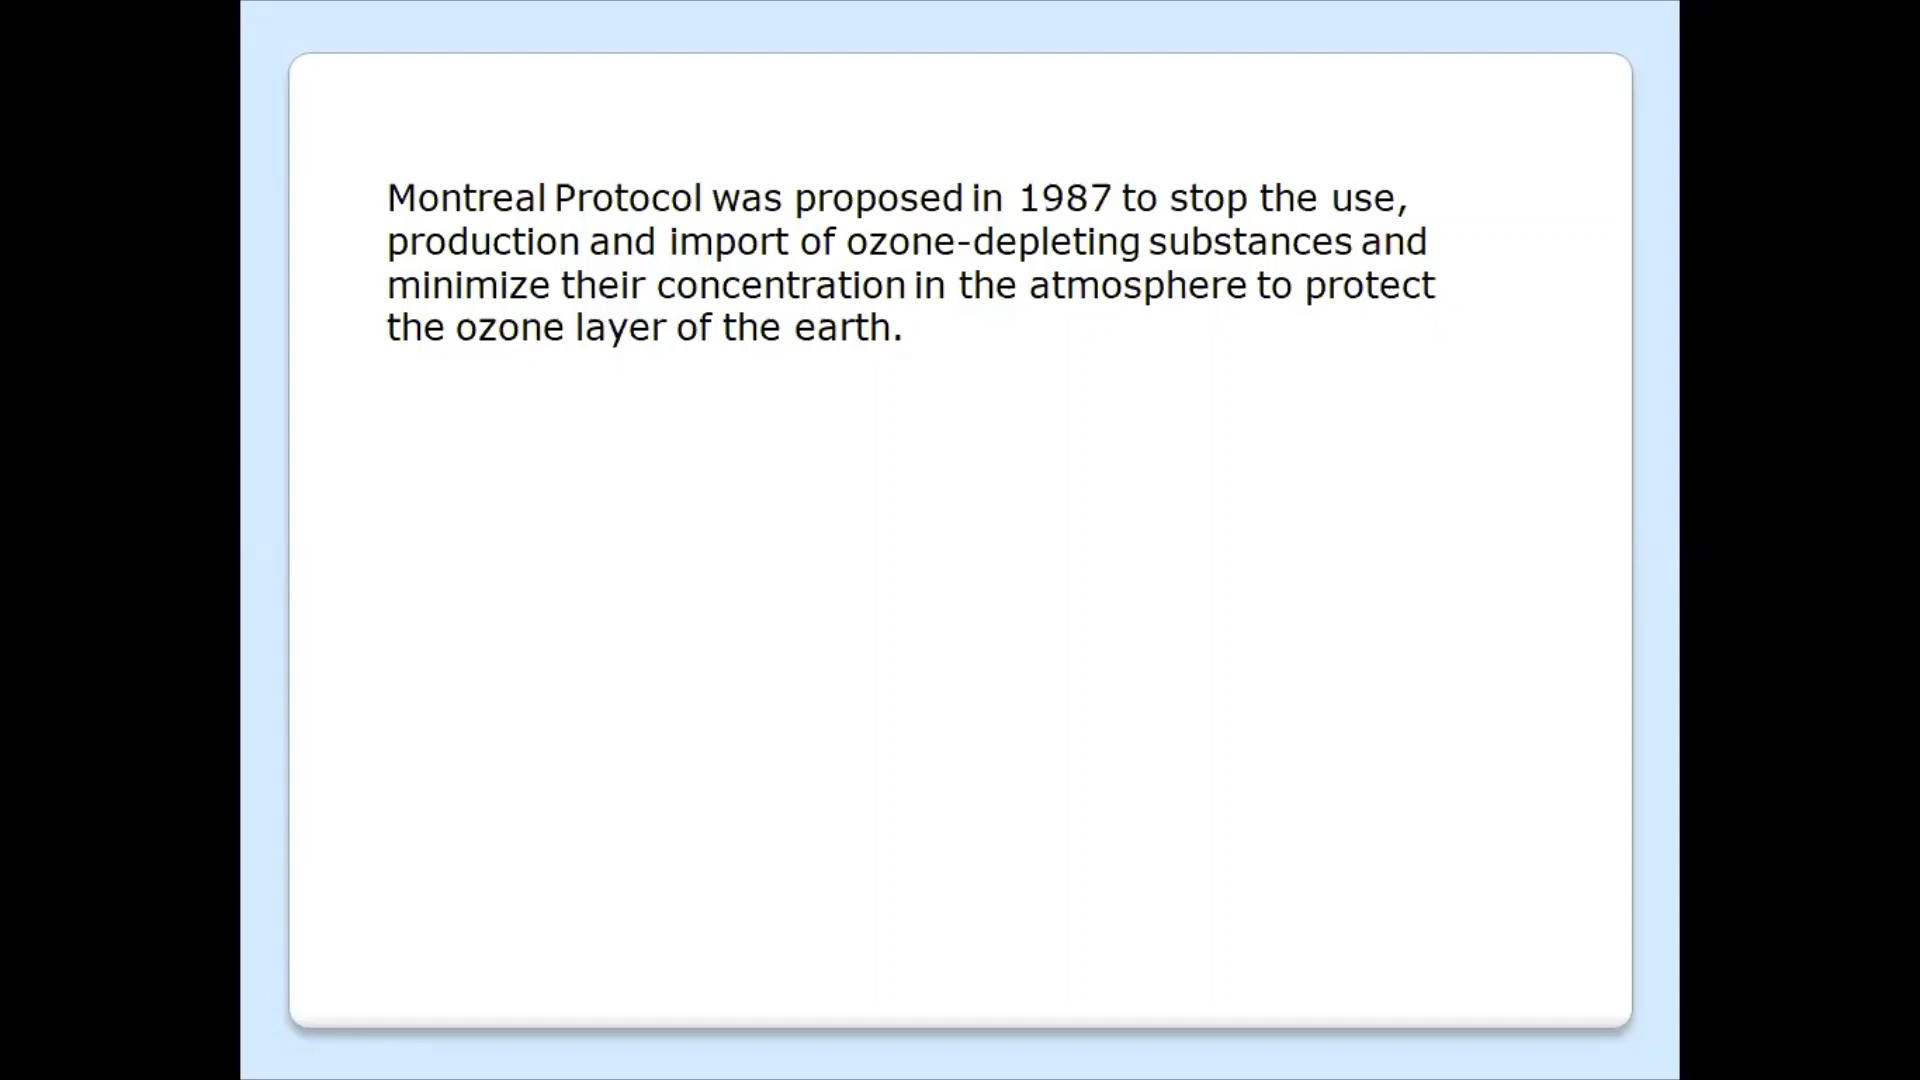 Montreal Protocol was proposed in 1987 to stop the use,
production and import of ozone-depleting substances and
minimize their concentration in the atmosphere to protect
the ozone layer of the earth.